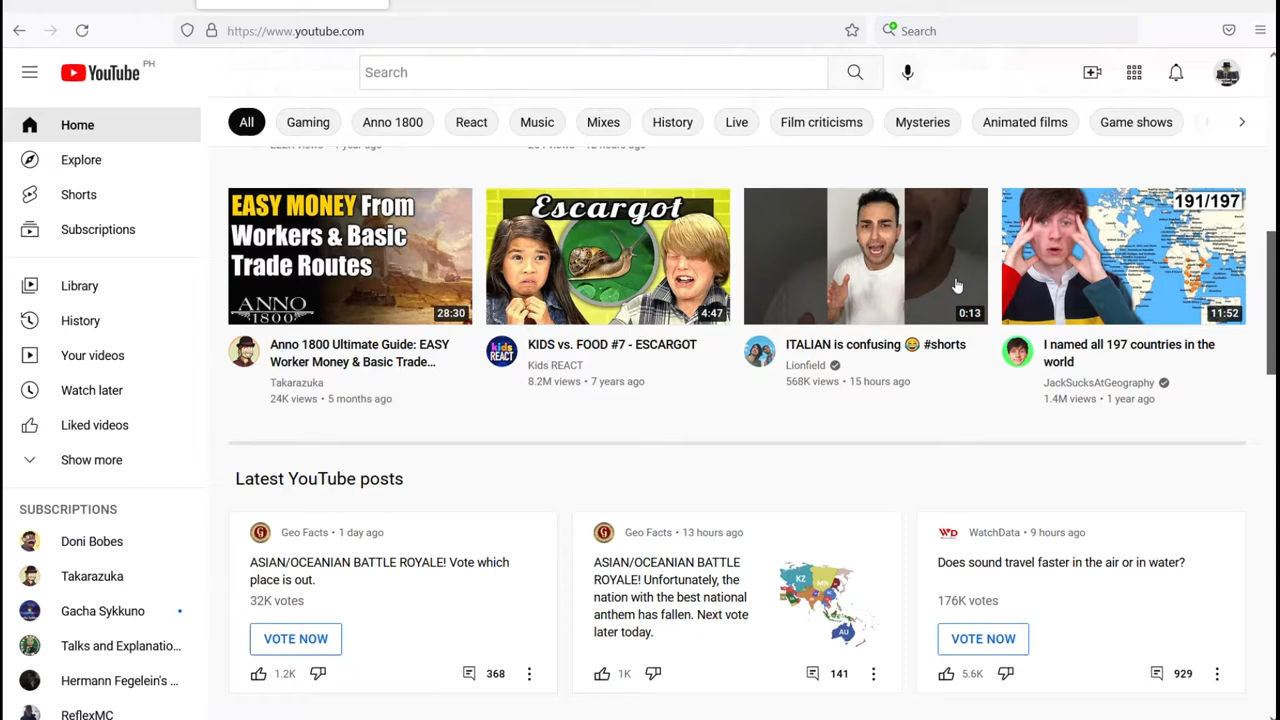 https://www.youtube.com
Search
YouTube PH
Search
Home
Explore
Shorts
Subscriptions
Library
History
Your videos
Watch later
Liked videos
Show more
SUBSCRIPTIONS
Doni Bobes
Takarazuka
Gacha Sykkuno
Talks and Explanatio...
Hermann Fegelein's ...
ReflexMC
All
Gaming
Anno 1800
React
Music
Mixes
History
Live
Film criticisms
Mysteries
Animated films
Game shows
EASY MONEY From
Workers & Basic
Trade Routes
ANNO
1800
28:30
Anno 1800 Ultimate Guide: EASY
Worker Money & Basic Trade...
Takarazuka
24K views • 5 months ago
Escargot
4:47
kids
REACT
KIDS vs. FOOD #7 - ESCARGOT
Kids REACT
8.2M views • 7 years ago
0:13
ITALIAN is confusing 😂 #shorts
Lionfield
568K views • 15 hours ago
191/197
11:52
I named all 197 countries in the
world
JackSucksAtGeography
1.4M views • 1 year ago
Latest YouTube posts
Geo Facts • 1 day ago
ASIAN/OCEANIAN BATTLE ROYALE! Vote which
place is out.
32K votes
VOTE NOW
1.2K
368
Geo Facts • 13 hours ago
ASIAN/OCEANIAN BATTLE
ROYALE! Unfortunately, the
nation with the best national
anthem has fallen. Next vote
later today.
KZ
MN
AU
1K
141
WD
WatchData • 9 hours ago
Does sound travel faster in the air or in water?
176K votes
VOTE NOW
5.6K
929